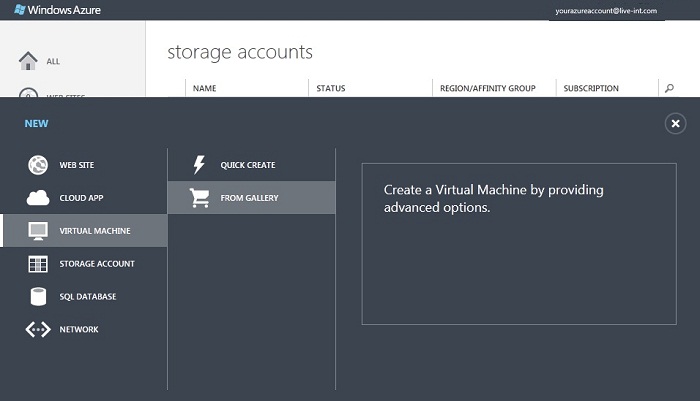 Windows Azure
yourazureaccount@live-int.com
ALL
storage accounts
WEB SITES
NAME STATUS REGION/AFFINITY GROUP SUBSCRIPTION
NEW
WEB SITE
QUICK CREATE
CLOUD APP
FROM GALLERY
VIRTUAL MACHINE
STORAGE ACCOUNT
SQL DATABASE
NETWORK
Create a Virtual Machine by providing
advanced options.